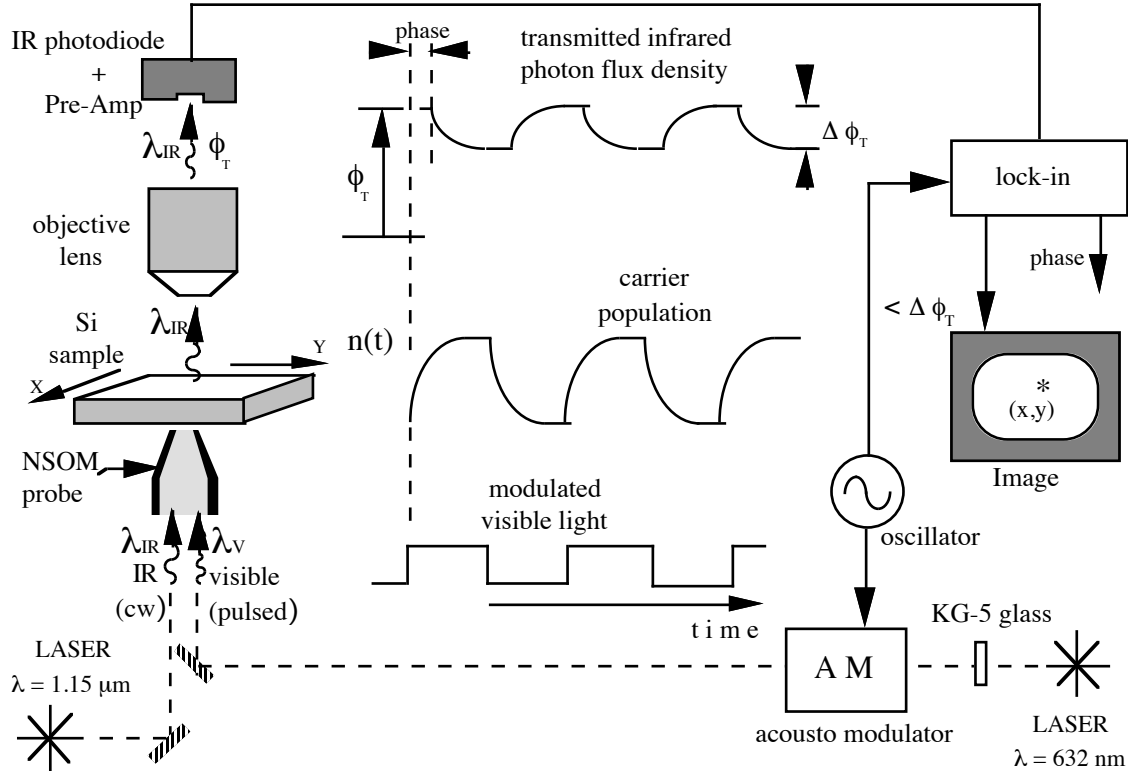 IR photodiode
+
Pre-Amp
λIR ϕT
objective
lens
λIR
Si
sample
X
Y
NSOM
probe
λIR
IR
(cw)
λV
visible
(pulsed)
LASER
λ = 1.15 μm
phase
transmitted infrared
photon flux density
ϕT
Δ ϕT
n(t)
carrier
population
modulated
visible light
time
lock-in
phase
< Δ ϕT
*
(x,y)
Image
oscillator
KG-5 glass
A M
acousto modulator
LASER
λ = 632 nm